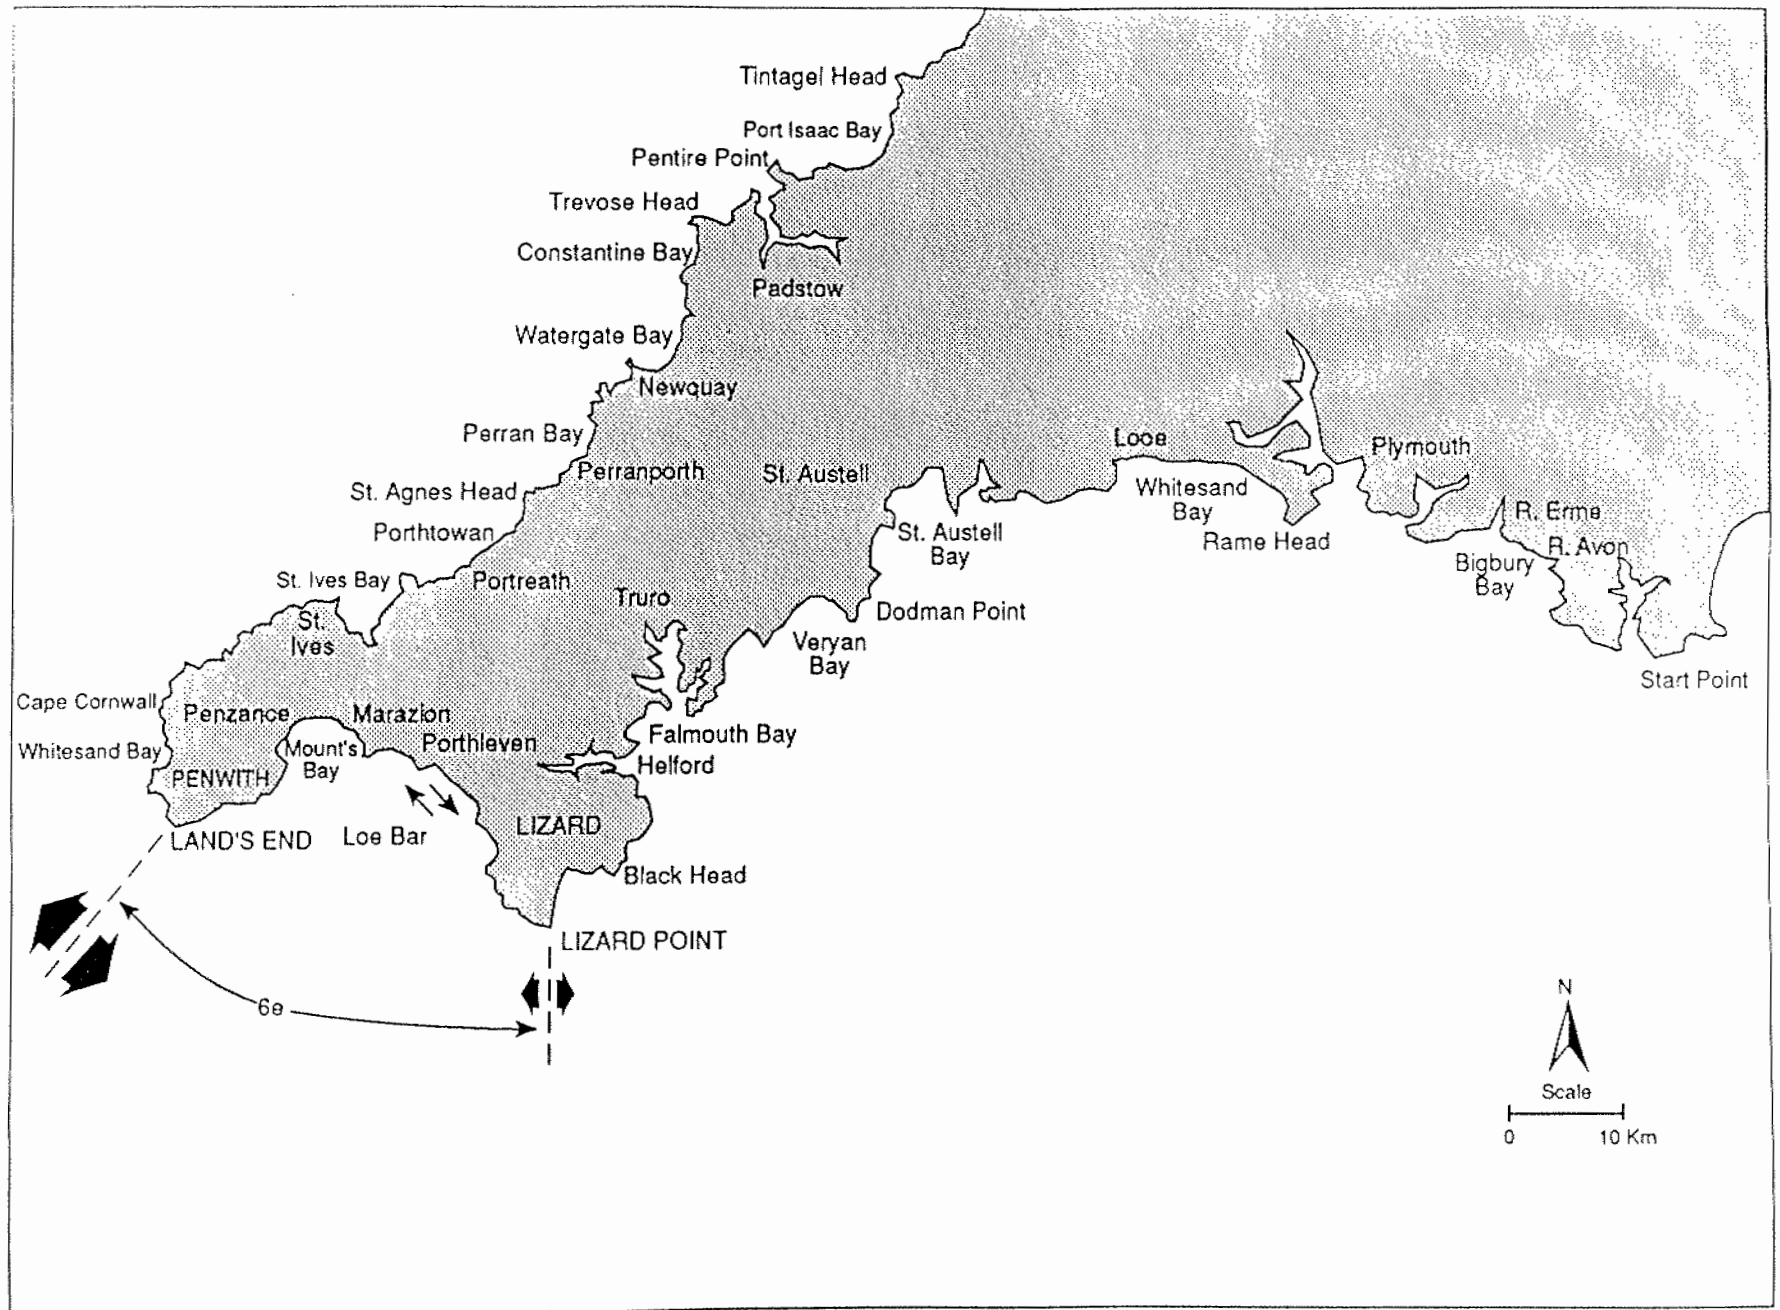 Tintagel Head
Port Isaac Bay
Pentire Point
Trevose Head
Constantine Bay
Padstow
Watergate Bay
Newquay
Perran Bay
Perranporth
St. Austell
Looe
Plymouth
St. Agnes Head
Whitesand
Bay
R. Erme
Porthtowan
St. Austell
Bay
Rame Head
R. Avon
Bigbury
Bay
St. Ives Bay
Portreath
Truro
Dodman Point
St.
Ives
Veryan
Bay
Start Point
Cape Cornwall
Penzance
Marazion
Falmouth Bay
Whitesand Bay
Mount's
Bay
Porthleven
Helford
PENWITH
LIZARD
LAND'S END
Loe Bar
Black Head
LIZARD POINT
6e
N
Scale
0
10 Km